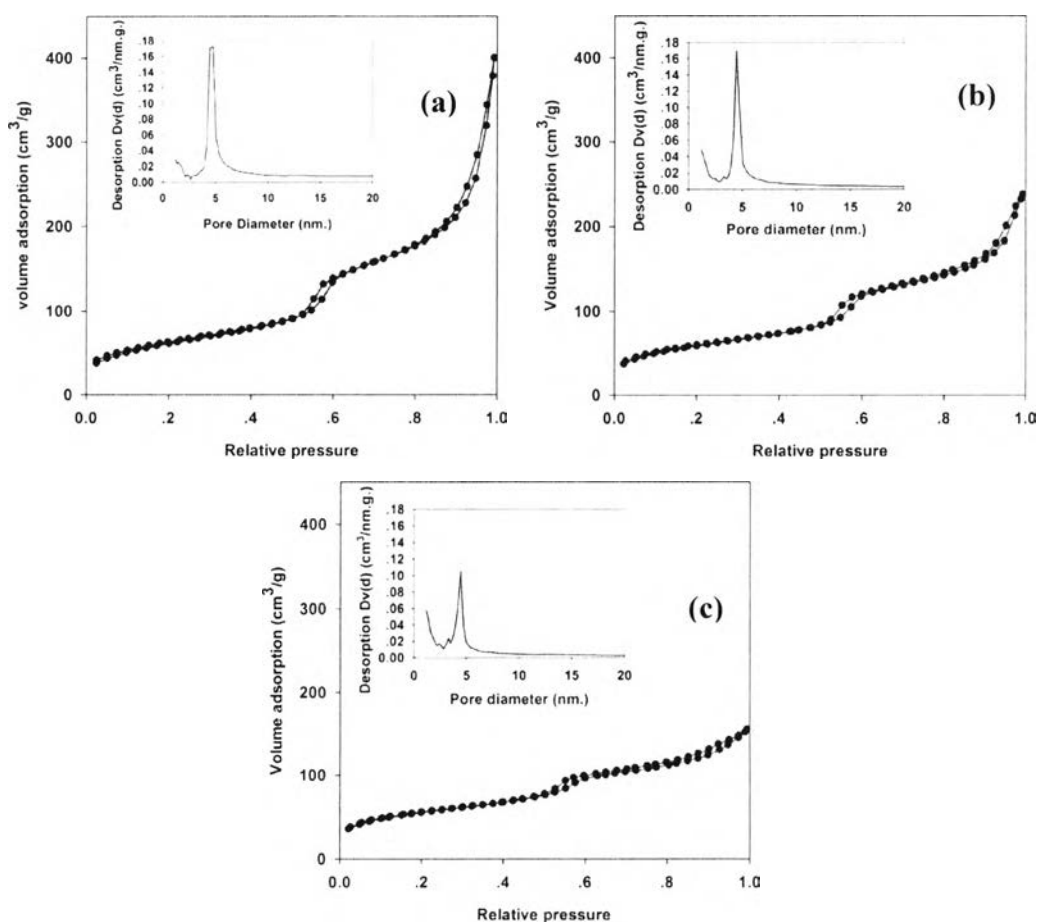 volume adsorption (cm3/g)
400
300
200
100
0
0.0 .2 .4 .6 .8 1.0
Relative pressure
Desorption Dv(d) (cm3/nm.g.)
.18
.16
.14
.12
.10
.08
.06
.04
.02
0.00
0 5 10 15 20
Pore Diameter (nm.)
(a)
Volume adsorption (cm3/g)
400
300
200
100
0
0.0 .2 .4 .6 .8 1.0
Relative pressure
Desorption Dv(d) (cm3/nm.g.)
.18
.16
.14
.12
.10
.08
.06
.04
.02
0.00
0 5 10 15 20
Pore diameter (nm.)
(b)
Volume adsorption (cm3/g)
400
300
200
100
0
0.0 .2 .4 .6 .8 1.0
Relative pressure
Desorption Dv(d) (cm3/nm.g.)
.18
.16
.14
.12
.10
.08
.06
.04
.02
0.00
0 5 10 15 20
Pore diameter (nm.)
(c)